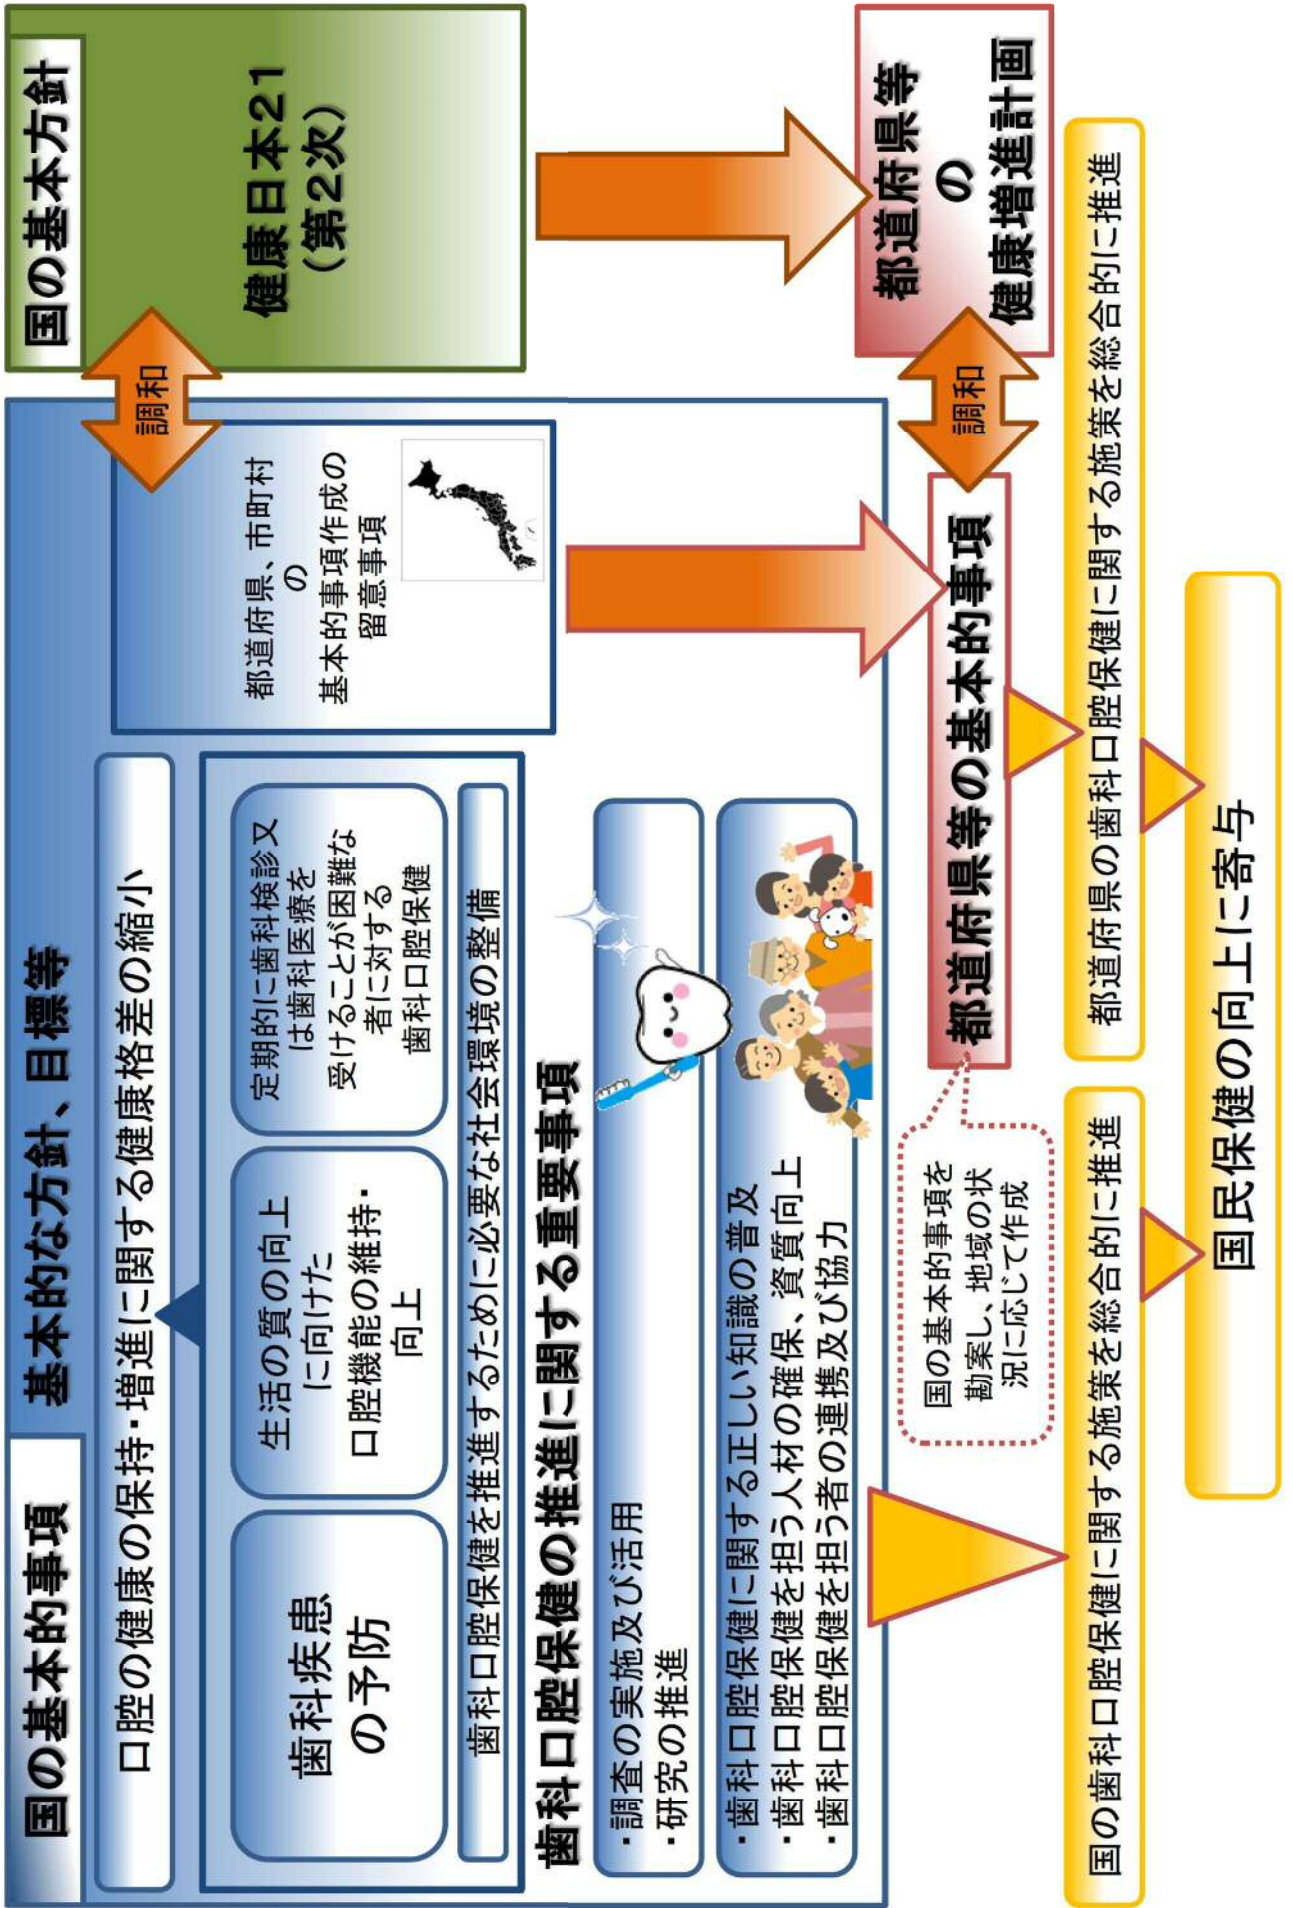 国の基本的事項
基本的な方針、目標等
口腔の健康の保持・増進に関する健康格差の縮小
歯科疾患
の予防
生活の質の向上
に向けた
口腔機能の維持・
向上
定期的に歯科検診又
は歯科医療を
受けることが困難な
者に対する
歯科口腔保健
歯科口腔保健を推進するために必要な社会環境の整備
歯科口腔保健の推進に関する重要事項
・調査の実施及び活用
・研究の推進
・歯科口腔保健に関する正しい知識の普及
・歯科口腔保健を担う人材の確保、資質向上
・歯科口腔保健を担う者の連携及び協力
都道府県、市町村
の
基本的事項作成の
留意事項
調和
国の基本方針
健康日本21
（第2次）
国の基本的事項を
勘案し、地域の状
況に応じて作成
都道府県等の基本的事項
調和
都道府県等
の
健康増進計画
国の歯科口腔保健に関する施策を総合的に推進
都道府県の歯科口腔保健に関する施策を総合的に推進
国民保健の向上に寄与